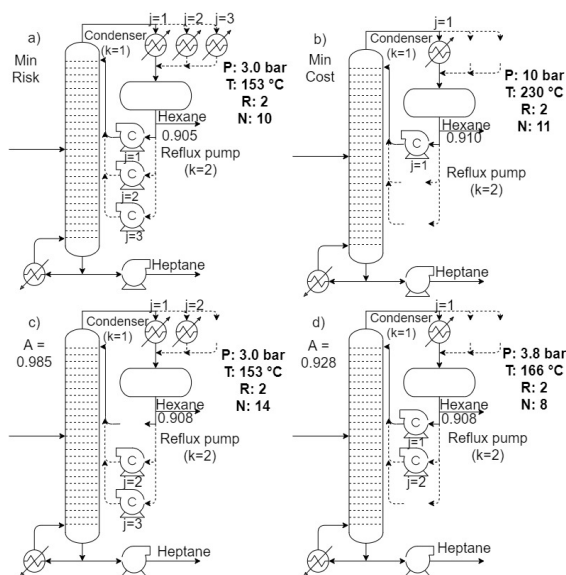 a)
Min
Risk
j=1 j=2 j=3
Condenser
(k=1)
P: 3.0 bar
T: 153 °C
R: 2
N: 10
Hexane
0.905
C
j=1
Reflux pump
(k=2)
C
j=2
C
j=3
Heptane
b)
Min
Cost
j=1
Condenser
(k=1)
P: 10 bar
T: 230 °C
R: 2
N: 11
Hexane
0.910
C
j=1
Reflux pump
(k=2)
Heptane
c)
A =
0.985
j=1 j=2
Condenser
(k=1)
P: 3.0 bar
T: 153 °C
R: 2
N: 14
Hexane
0.908
Reflux pump
(k=2)
C
j=2
C
j=3
Heptane
d)
A =
0.928
j=1
Condenser
(k=1)
P: 3.8 bar
T: 166 °C
R: 2
N: 8
Hexane
0.908
C
j=1
Reflux pump
(k=2)
C
j=2
Heptane